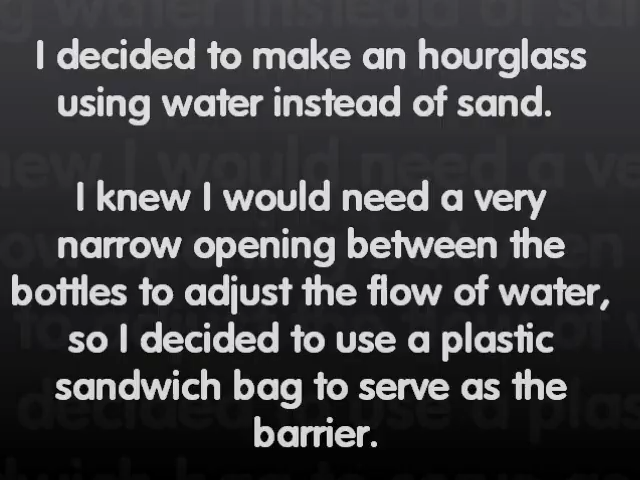 I decided to make an hourglass
using water instead of sand.
I knew I would need a very
narrow opening between the
bottles to adjust the flow of water,
so I decided to use a plastic
sandwich bag to serve as the
barrier.